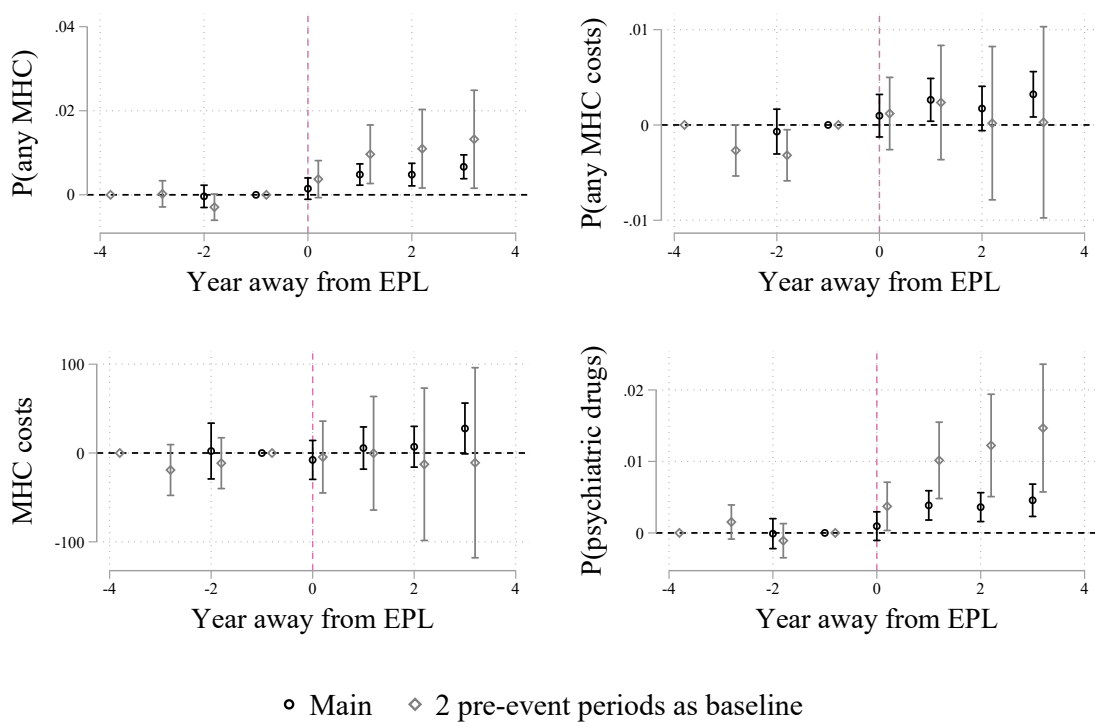 P(any MHC)
.04
.02
0
-4 -2 0 2 4
Year away from EPL
P(any MHC costs)
.01
0
-.01
-4 -2 0 2 4
Year away from EPL
MHC costs
100
0
-100
-4 -2 0 2 4
Year away from EPL
P(psychiatric drugs)
.02
.01
0
-4 -2 0 2 4
Year away from EPL
Main 2 pre-event periods as baseline